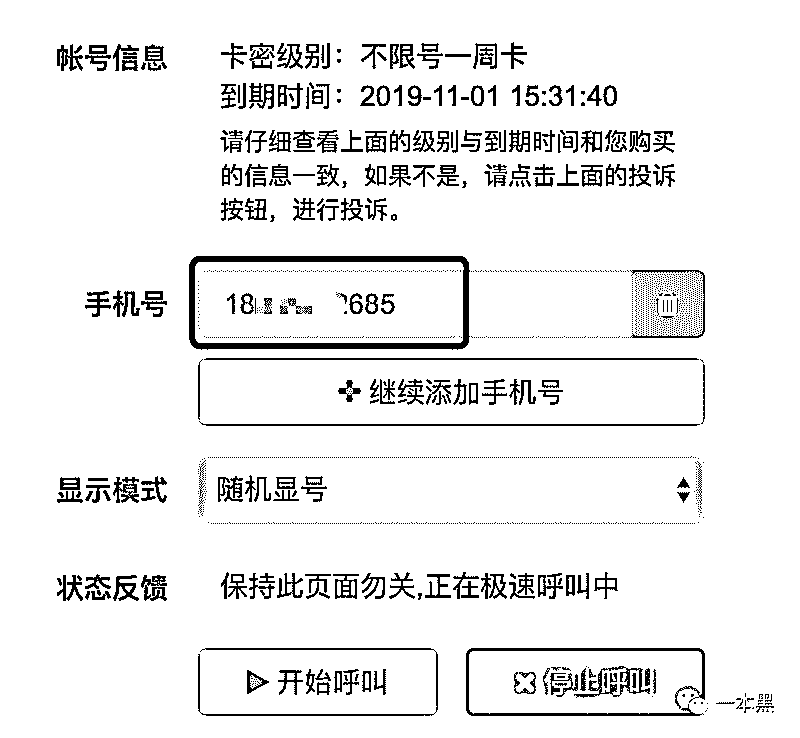 帐号信息
卡密级别：不限号一周卡
到期时间：2019-11-01 15:31:40
请仔细查看上面的级别与到期时间和您购买
的信息一致，如果不是，请点击上面的投诉
按钮，进行投诉。
手机号
18 2685
继续添加手机号
显示模式
随机显号
状态反馈
保持此页面勿关,正在极速呼叫中
开始呼叫
停止呼叫
一本黑